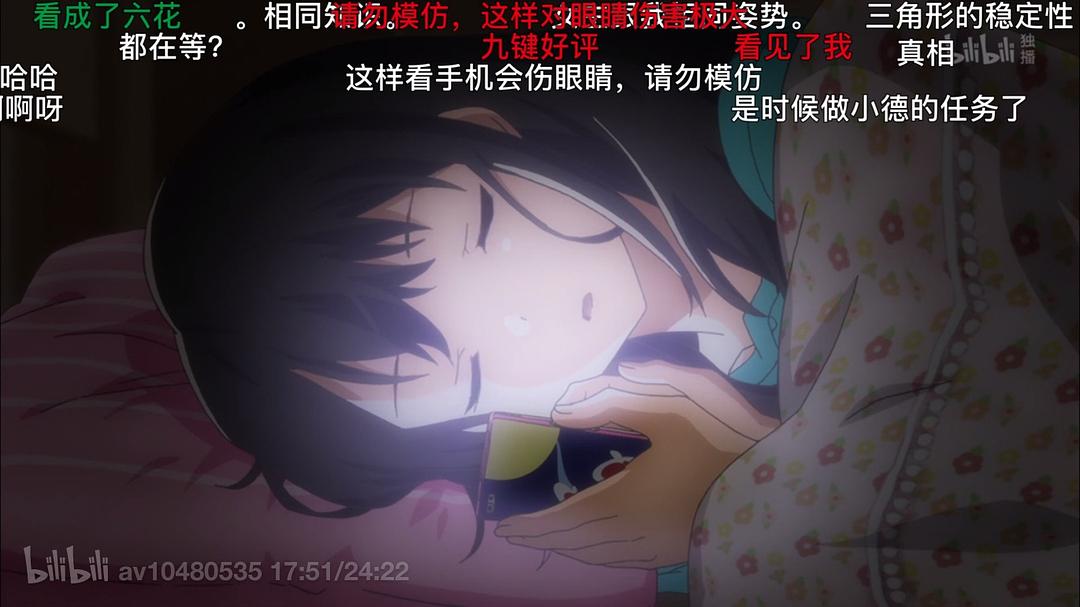 看成了六花
。相同知识。
请勿模仿，这样对眼睛伤害极大
姿势。
三角形的稳定性
都在等？
九键好评
看见了我
真相
bilibili 独播
哈哈
这样看手机会伤眼睛，请勿模仿
啊呀
是时候做小德的任务了
bilibili av10480535 17:51/24:22